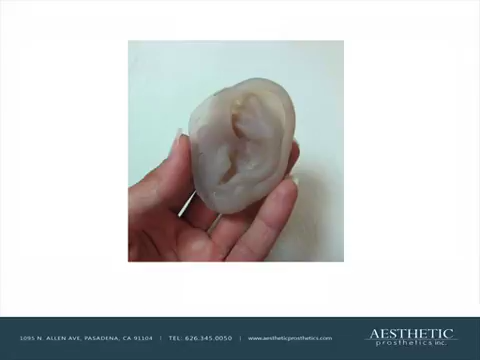 1095 N. ALLEN AVE, PASADENA, CA 91104 | TEL: 626.345.0050 | www.aestheticprosthetics.com
AESTHETIC
prosthetics inc.